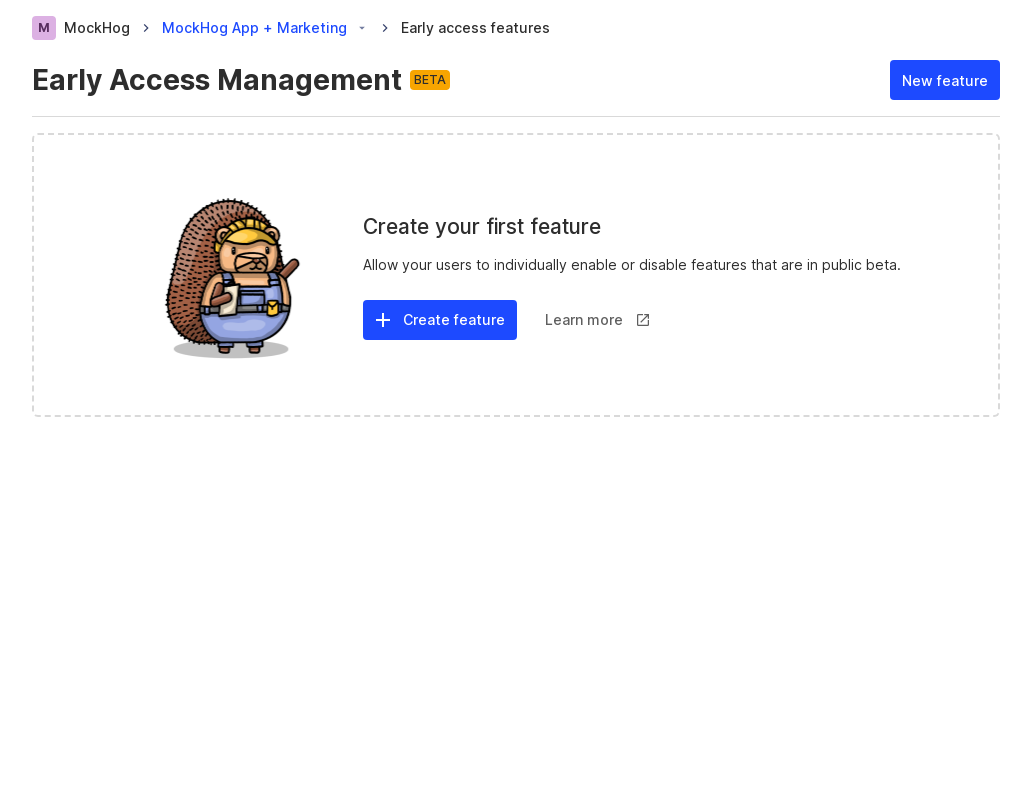 M MockHog MockHog App + Marketing Early access features
Early Access Management BETA
New feature
Create your first feature
Allow your users to individually enable or disable features that are in public beta.
Create feature
Learn more